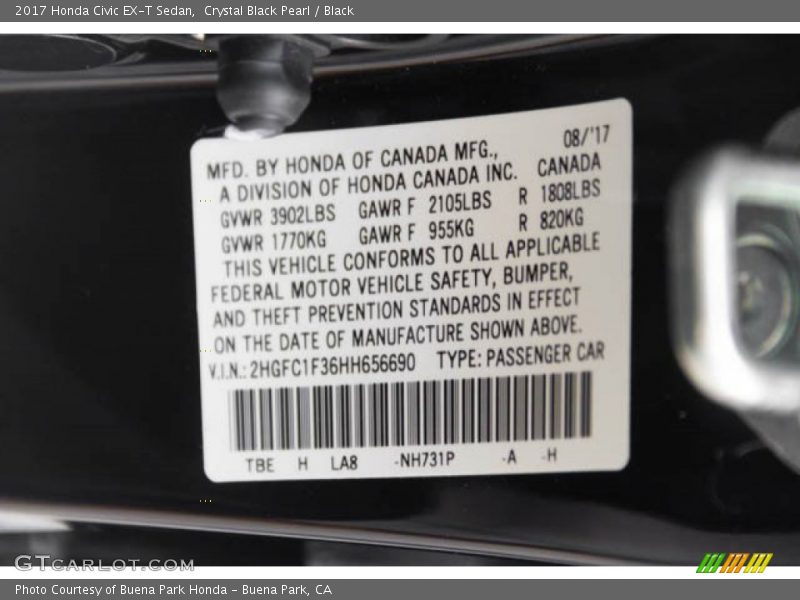 2017 Honda Civic EX-T Sedan,  Crystal Black Pearl / Black
08/'17
MFD. BY HONDA OF CANADA MFG.,
A DIVISION OF HONDA CANADA INC. CANADA
GVWR 3902LBS GAWR F 2105LBS R 1808LBS
GVWR 1770KG GAWR F 955KG R 820KG
THIS VEHICLE CONFORMS TO ALL APPLICABLE
FEDERAL MOTOR VEHICLE SAFETY, BUMPER,
AND THEFT PREVENTION STANDARDS IN EFFECT
ON THE DATE OF MANUFACTURE SHOWN ABOVE.
V.I.N.: 2HGFC1F36HH656690 TYPE: PASSENGER CAR
TBE H LA8 -NH731P -A -H
GTCARLOT.COM
Photo Courtesy of Buena Park Honda - Buena Park, CA